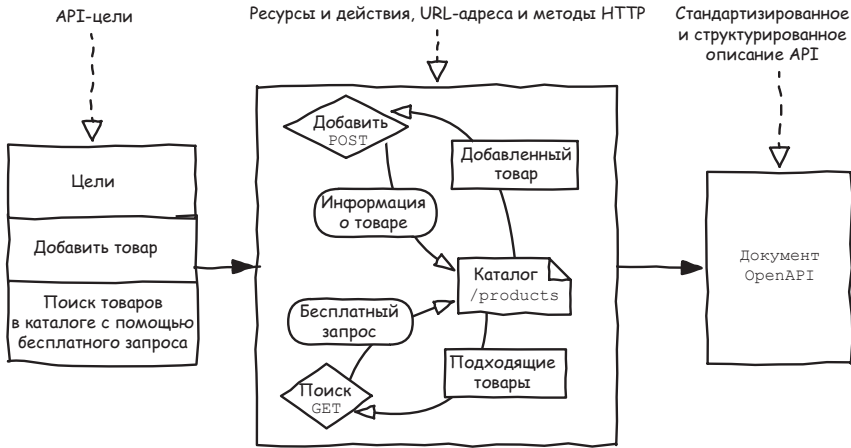 API-цели
Ресурсы и действия, URL-адреса и методы HTTP
Стандартизированное
и структурированное
описание API
Цели
Добавить товар
Поиск товаров
в каталоге с помощью
бесплатного запроса
Добавить
POST
Добавленный
товар
Информация
о товаре
Каталог
/products
Бесплатный
запрос
Подходящие
товары
Поиск
GET
Документ
OpenAPI